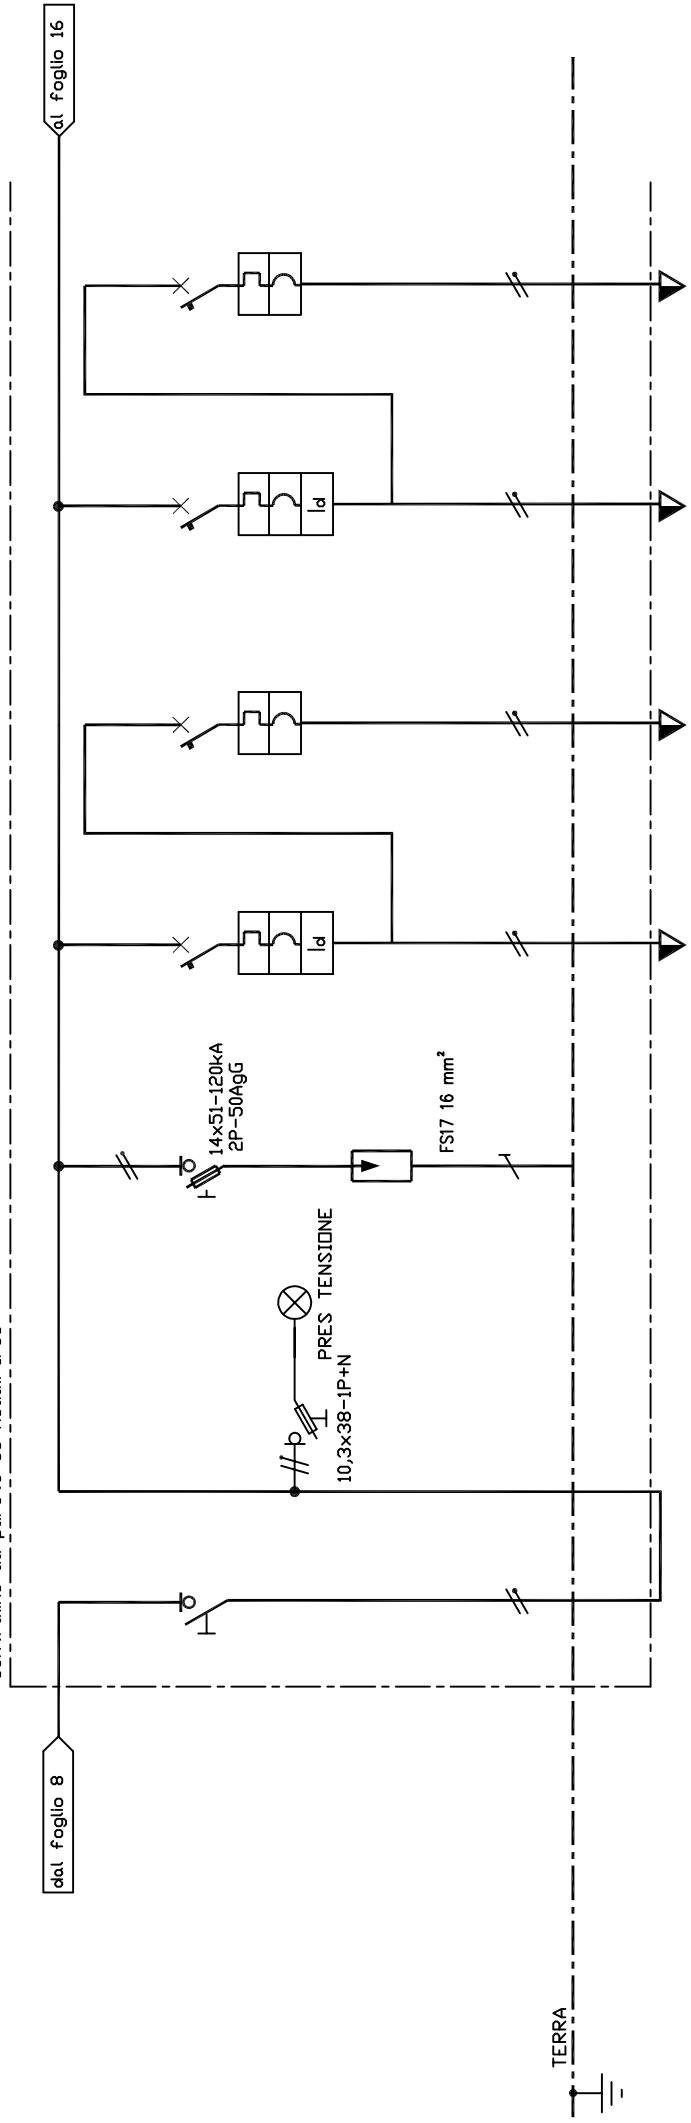 dal foglio 8
al foglio 16
TERRA
PRES TENSIONE
10,3x38-1P+N
14x51-120kA
2P-50AgG
FS17 16 mm²
Id
Id